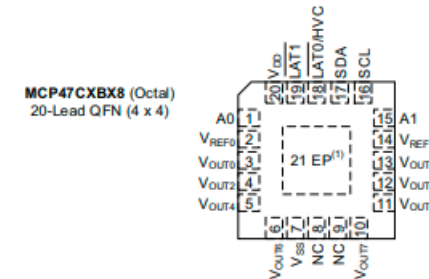 MCP47CXBX8 (Octal)
20-Lead QFN (4 x 4)
VDD
LAT1
LAT0/HVC
SDA
SCL
20
19
18
17
16
A0 1
VREF0 2
VOUT0 3
VOUT2 4
VOUT4 5
21 EP(1)
15 A1
14 VREF
13 VOUT
12 VOUT
11 VOUT
6
7
8
9
10
VOUT6
VSS
NC
NC
VOUT7